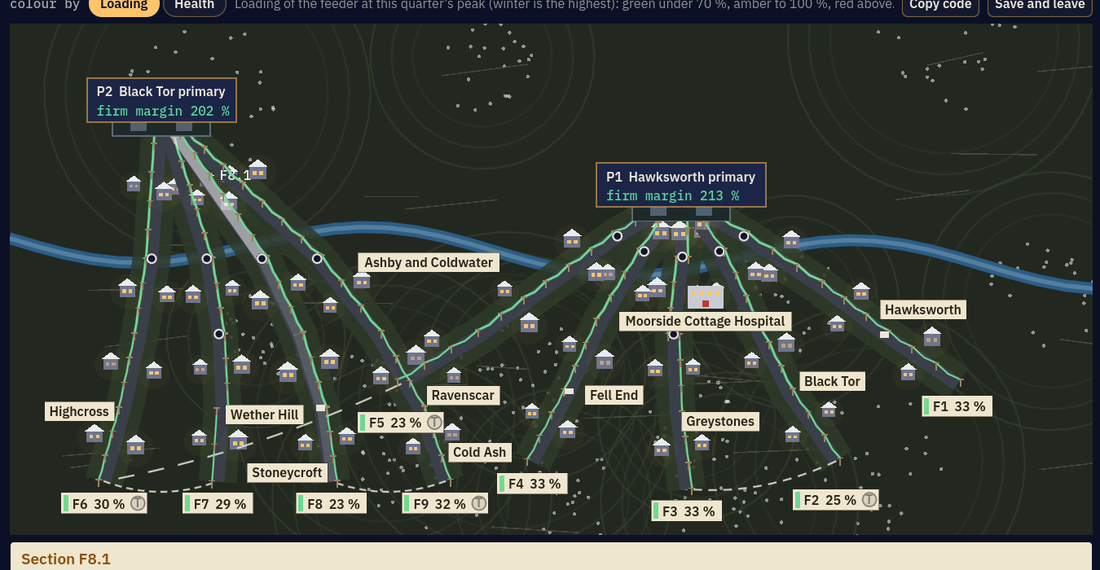 colour by Loading Health Loading of the feeder at this quarter's peak (winter is the highest): green under 70 %, amber to 100 %, red above. Copy code Save and leave
P2 Black Tor primary
firm margin 202 %
F8.1
P1 Hawksworth primary
firm margin 213 %
Ashby and Coldwater
Moorside Cottage Hospital
Hawksworth
Black Tor
Ravenscar
Fell End
Highcross
Wether Hill
F1 33 %
F5 23 % T
Greystones
Cold Ash
Stoneycroft
F4 33 %
F6 30 % T
F7 29 %
F8 23 %
F9 32 % T
F3 33 %
F2 25 % T
Section F8.1